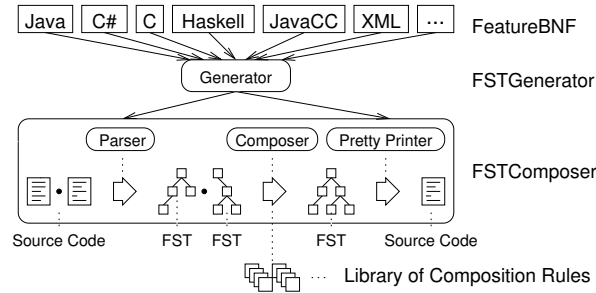 Java C# C Haskell JavaCC XML ... FeatureBNF
Generator FSTGenerator
Parser Composer Pretty Printer
FSTComposer
Source Code FST FST FST Source Code
... Library of Composition Rules